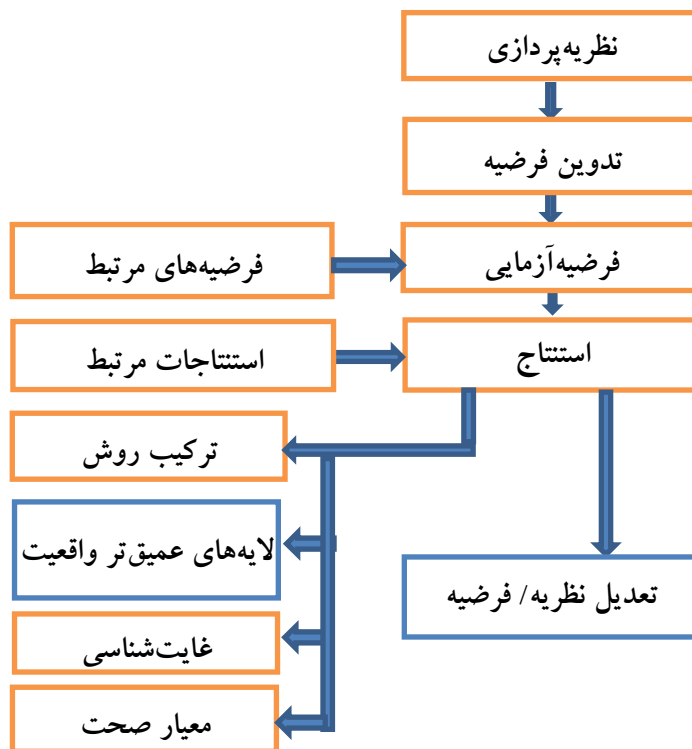 نظریه‌پردازی
تدوین فرضیه
فرضیه‌های مرتبط
فرضیه‌آزمایی
استنتاجات مرتبط
استنتاج
ترکیب روش
لایه‌های عمیق‌تر واقعیت
تعدیل نظریه/ فرضیه
غایت‌شناسی
معیار صحت